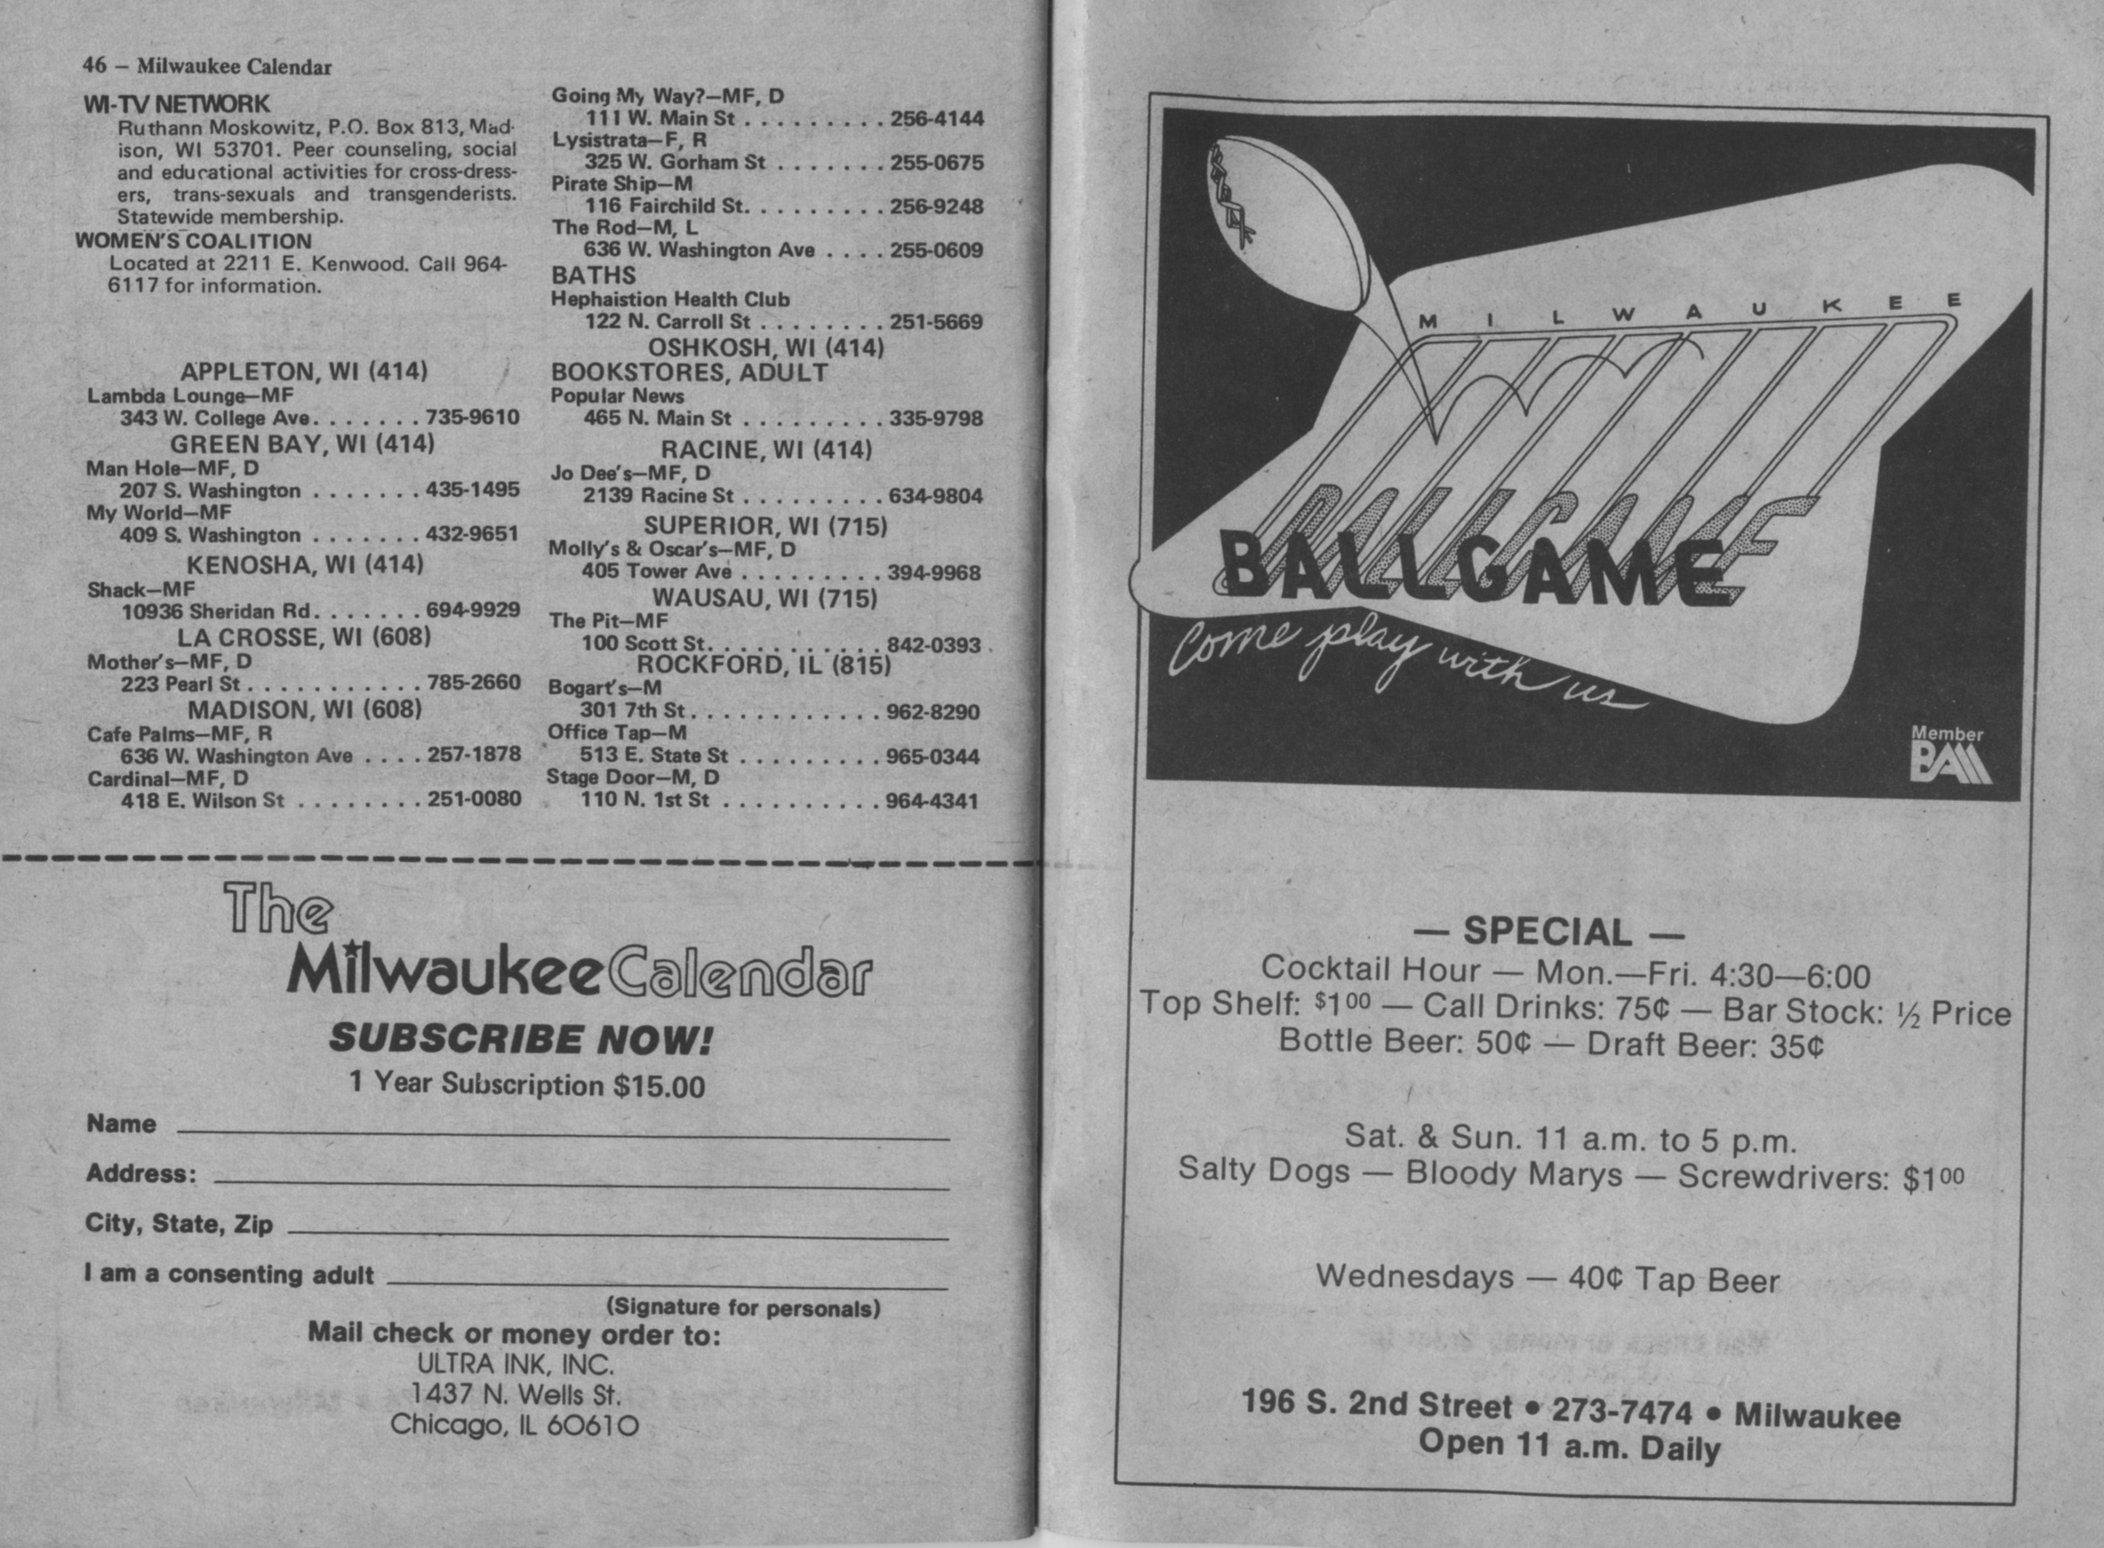 46 — Milwaukee Calendar
WI-TV NETWORK
Ruthann Moskowitz, P.O. Box 813, Mad-
ison, WI 53701. Peer counseling, social
and educational activities for cross-dress-
ers, trans-sexuals and transgenderists.
Statewide membership.
WOMEN'S COALITION
Located at 2211 E. Kenwood. Call 964-
6117 for information.
APPLETON, WI (414)
Lambda Lounge—MF
343 W. College Ave. . . . . . . 735-9610
GREEN BAY, WI (414)
Man Hole—MF, D
207 S. Washington . . . . . . . 435-1495
My World—MF
409 S. Washington . . . . . . . 432-9651
KENOSHA, WI (414)
Shack—MF
10936 Sheridan Rd. . . . . . . 694-9929
LA CROSSE, WI (608)
Mother's—MF, D
223 Pearl St . . . . . . . . . . . 785-2660
MADISON, WI (608)
Cafe Palms—MF, R
636 W. Washington Ave . . . . 257-1878
Cardinal—MF, D
418 E. Wilson St . . . . . . . . 251-0080
Going My Way?—MF, D
111 W. Main St . . . . . . . . . 256-4144
Lysistrata—F, R
325 W. Gorham St . . . . . . . 255-0675
Pirate Ship—M
116 Fairchild St. . . . . . . . . 256-9248
The Rod—M, L
636 W. Washington Ave . . . . 255-0609
BATHS
Hephaistion Health Club
122 N. Carroll St . . . . . . . . 251-5669
OSHKOSH, WI (414)
BOOKSTORES, ADULT
Popular News
465 N. Main St . . . . . . . . . 335-9798
RACINE, WI (414)
Jo Dee's—MF, D
2139 Racine St . . . . . . . . . 634-9804
SUPERIOR, WI (715)
Molly's & Oscar's—MF, D
405 Tower Ave . . . . . . . . . 394-9968
WAUSAU, WI (715)
The Pit—MF
100 Scott St. . . . . . . . . . . 842-0393
ROCKFORD, IL (815)
Bogart's—M
301 7th St. . . . . . . . . . . . 962-8290
Office Tap—M
513 E. State St . . . . . . . . . 965-0344
Stage Door—M, D
110 N. 1st St . . . . . . . . . . 964-4341
The
Milwaukee Calendar
SUBSCRIBE NOW!
1 Year Subscription $15.00
Name
Address:
City, State, Zip
I am a consenting adult
(Signature for personals)
Mail check or money order to:
ULTRA INK, INC.
1437 N. Wells St.
Chicago, IL 60610
MILWAUKEE
BALLGAME
BALLGAME
Come play with us
Member
BAM
— SPECIAL —
Cocktail Hour — Mon.—Fri. 4:30—6:00
Top Shelf: $1⁰⁰ — Call Drinks: 75¢ — Bar Stock: ½ Price
Bottle Beer: 50¢ — Draft Beer: 35¢
Sat. & Sun. 11 a.m. to 5 p.m.
Salty Dogs — Bloody Marys — Screwdrivers: $1⁰⁰
Wednesdays — 40¢ Tap Beer
196 S. 2nd Street • 273-7474 • Milwaukee
Open 11 a.m. Daily